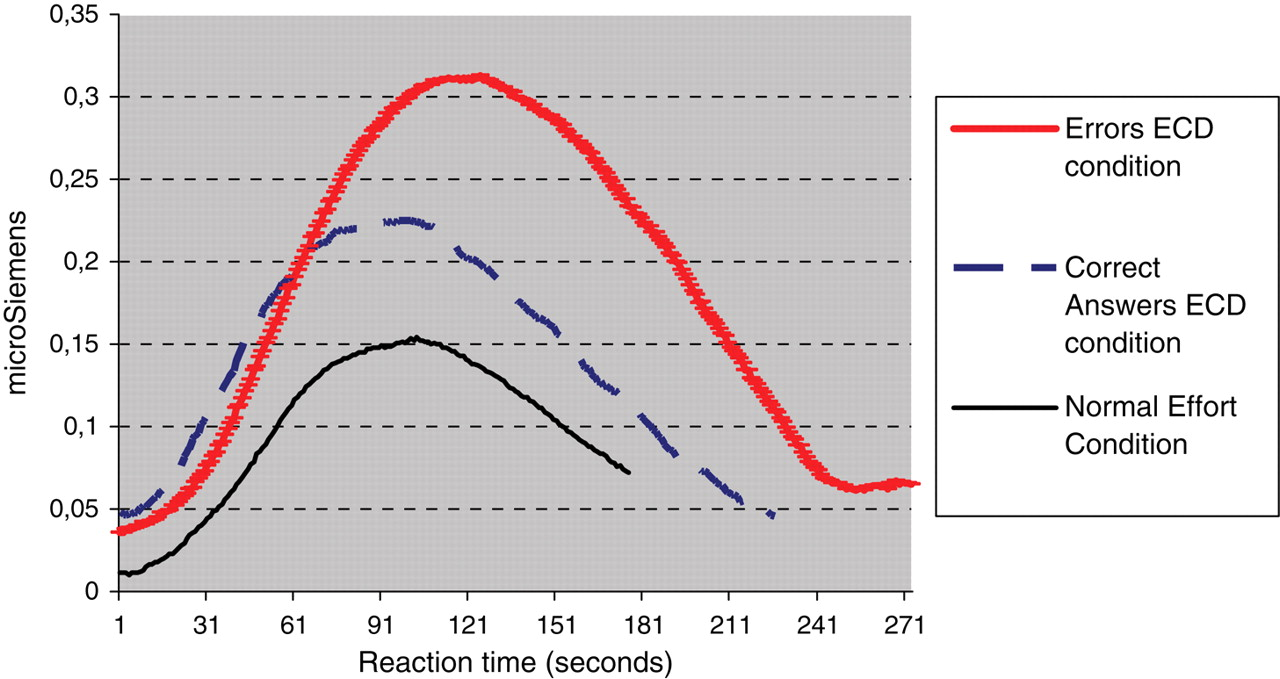 0,35
0,3
0,25
0,2
0,15
0,1
0,05
0
microSiemens
1 31 61 91 121 151 181 211 241 271
Reaction time (seconds)
Errors ECD
condition
Correct
Answers ECD
condition
Normal Effort
Condition